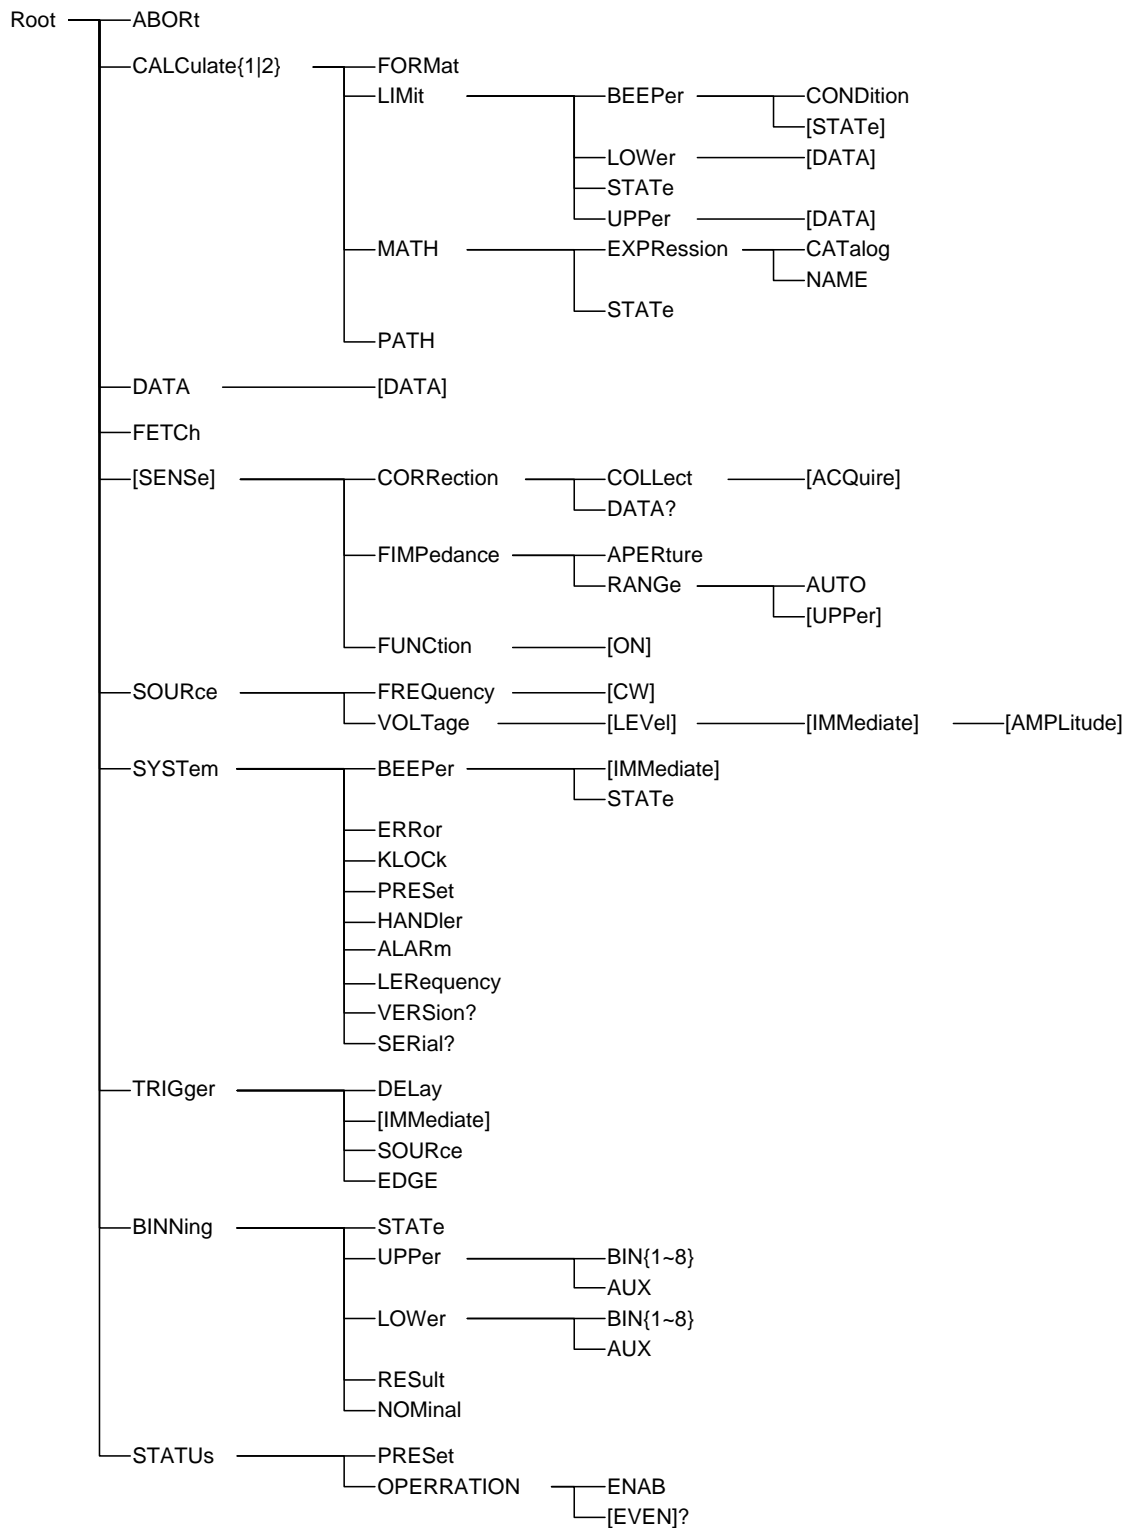 Root ABORt
CALCulate{1|2} FORMat
LIMit BEEPer CONDition
[STATe]
LOWer [DATA]
STATe
UPPer [DATA]
MATH EXPRession CATalog
NAME
STATe
PATH
DATA [DATA]
FETCh
[SENSe] CORRection COLLect [ACQuire]
DATA?
FIMPedance APERture
RANGe AUTO
[UPPer]
FUNCtion [ON]
SOURce FREQuency [CW]
VOLTage [LEVel] [IMMediate] [AMPLitude]
SYSTem BEEPer [IMMediate]
STATe
ERRor
KLOCk
PRESet
HANDler
ALARm
LERequency
VERSion?
SERial?
TRIGger DELay
[IMMediate]
SOURce
EDGE
BINNing STATe
UPPer BIN{1~8}
AUX
LOWer BIN{1~8}
AUX
RESult
NOMinal
STATUs PRESet
OPERRATION ENAB
[EVEN]?